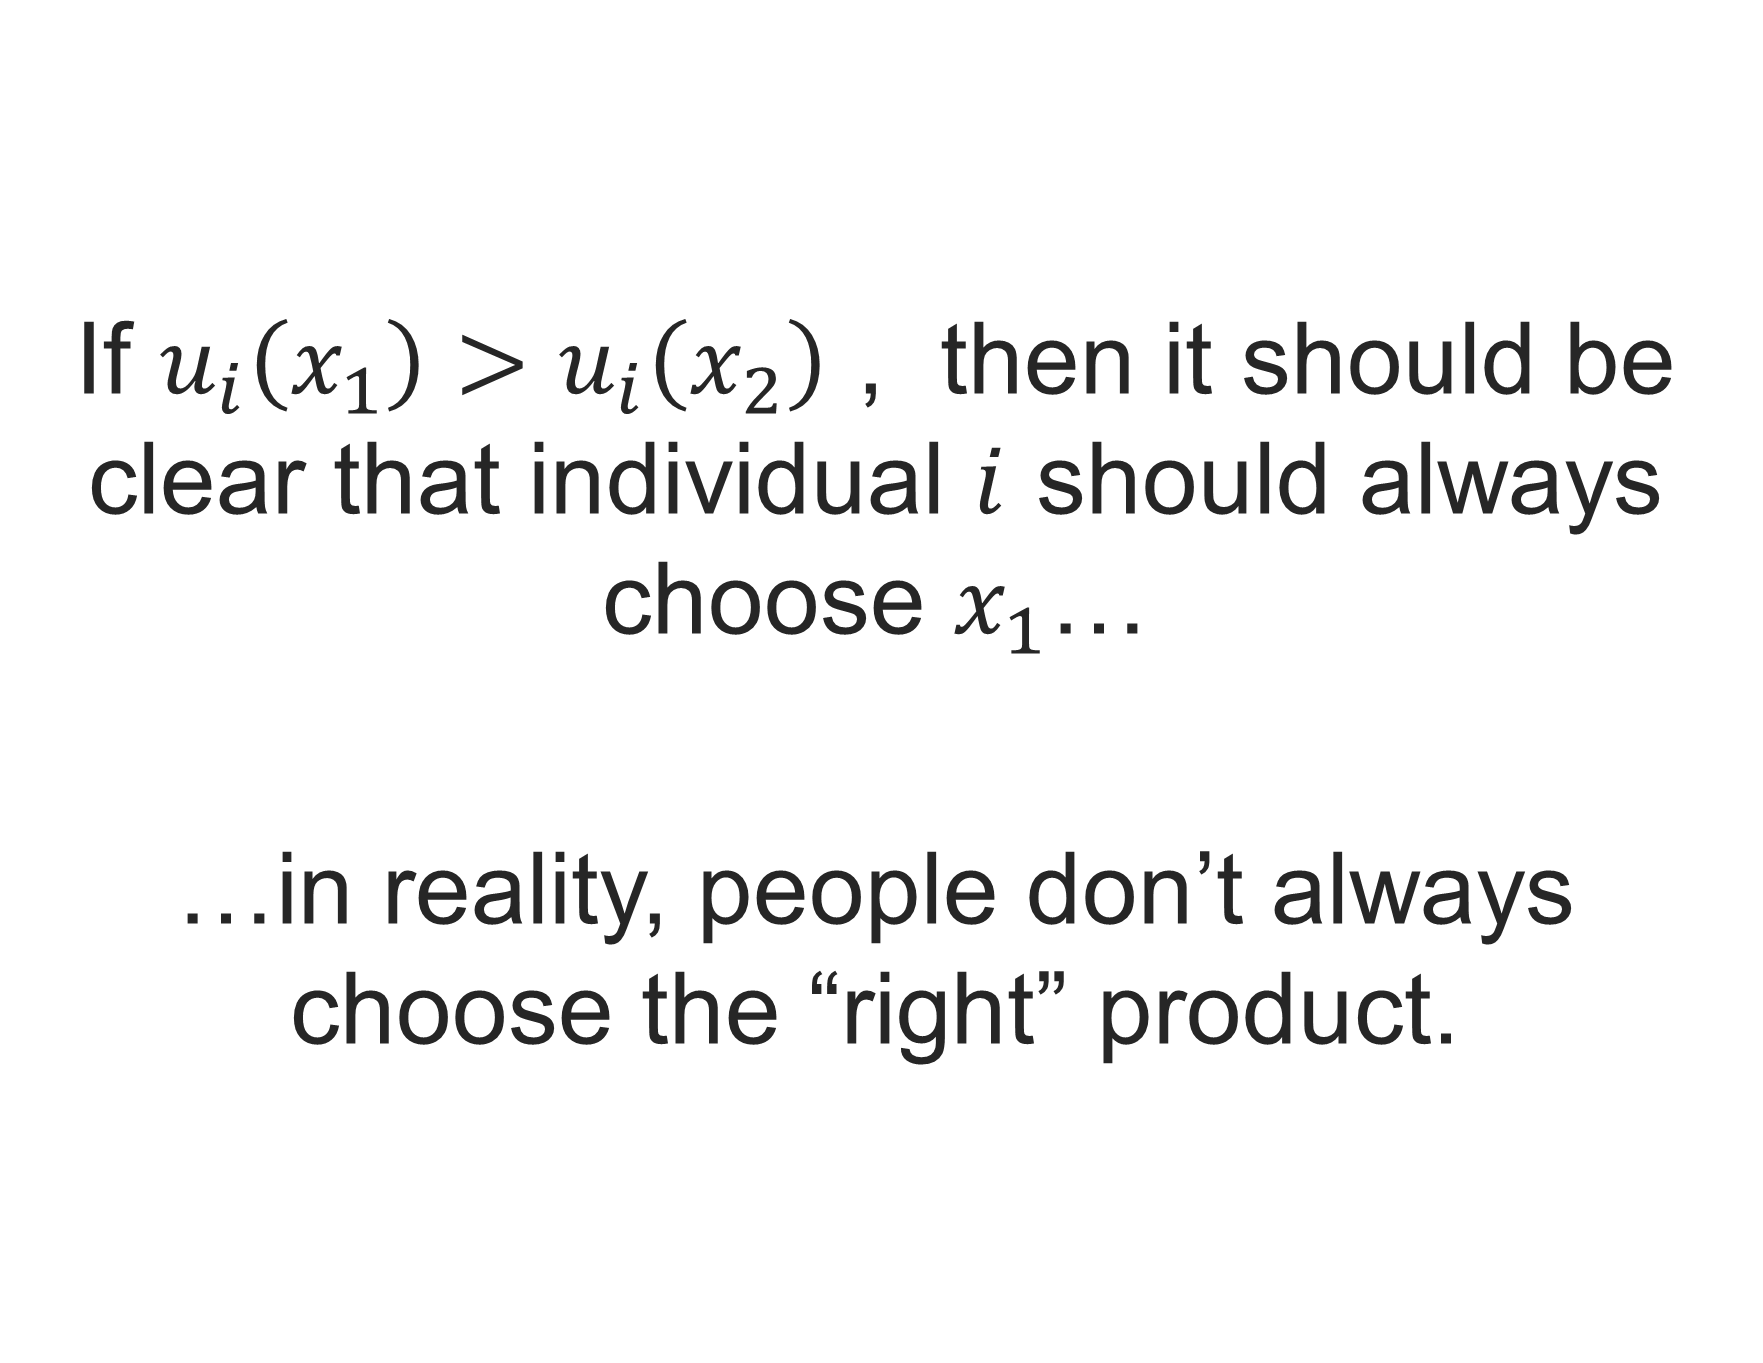 If 𝑢ᵢ(𝑥₁) > 𝑢ᵢ(𝑥₂) , then it should be
clear that individual 𝑖 should always
choose 𝑥₁…
…in reality, people don’t always
choose the “right” product.